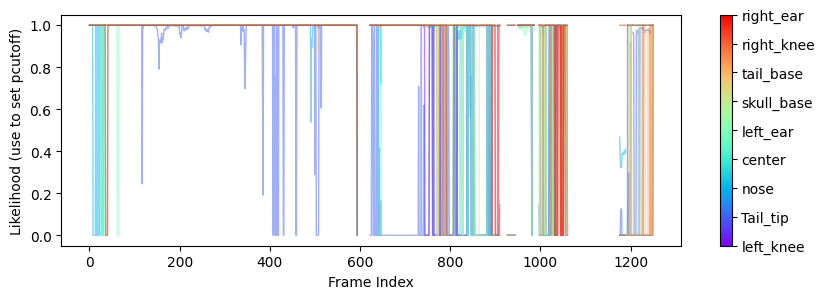 Likelihood (use to set pcutoff)
1.0
0.8
0.6
0.4
0.2
0.0
0
200
400
600
800
1000
1200
Frame Index
right_ear
right_knee
tail_base
skull_base
left_ear
center
nose
Tail_tip
left_knee